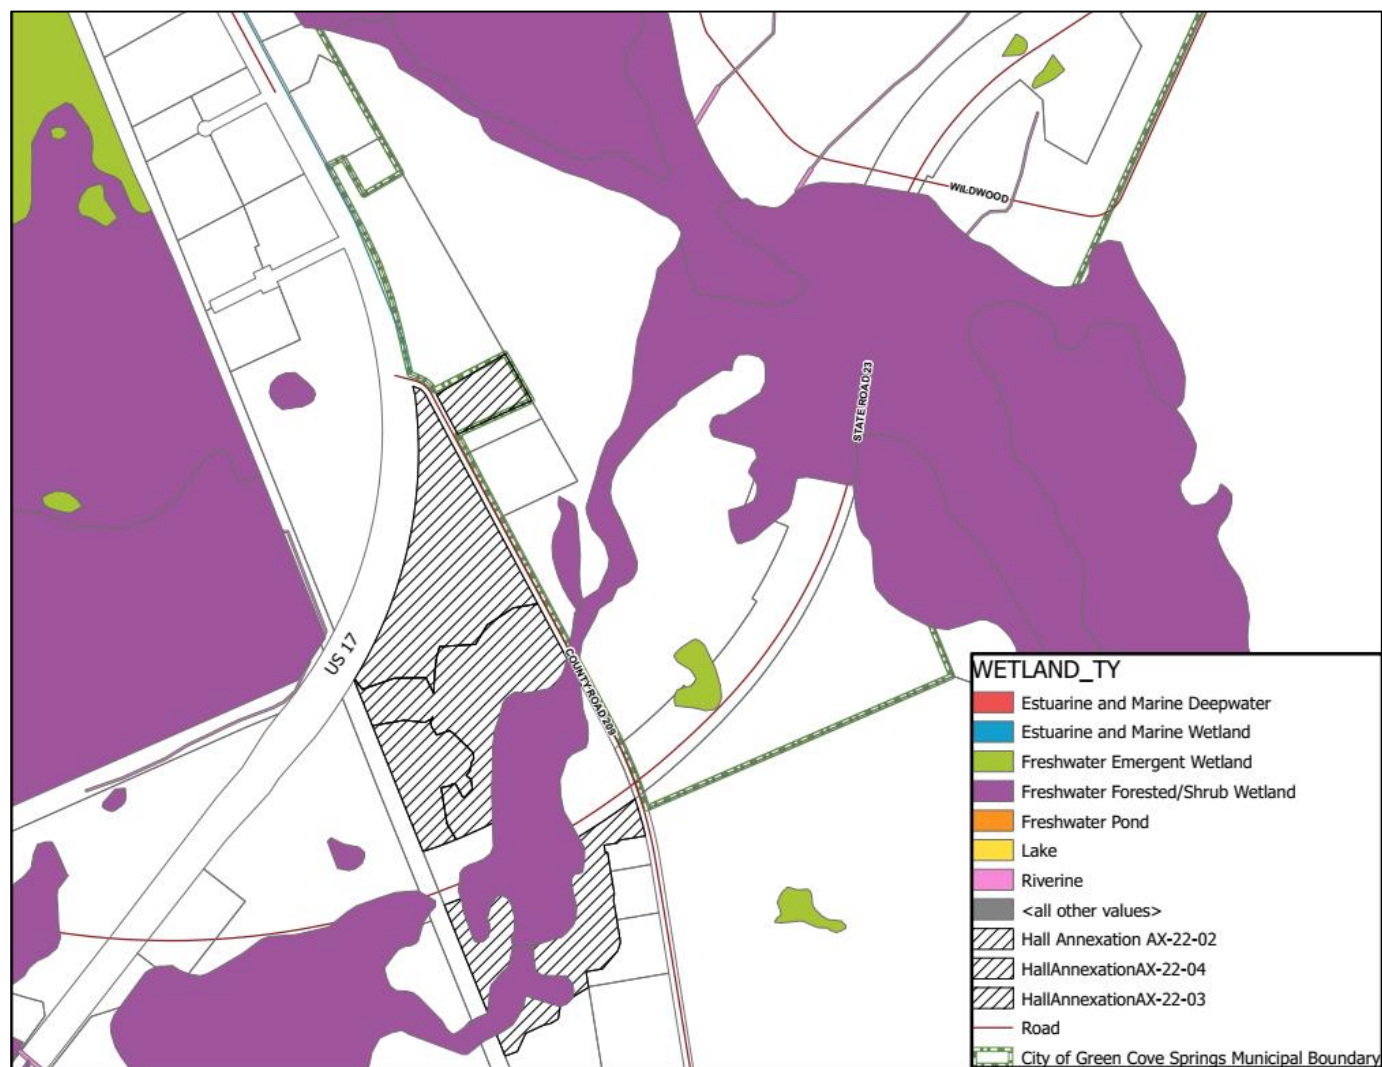 WILDWOOD
STATE ROAD 23
US 17
COUNTY ROAD 209
WETLAND_TY
Estuarine and Marine Deepwater
Estuarine and Marine Wetland
Freshwater Emergent Wetland
Freshwater Forested/Shrub Wetland
Freshwater Pond
Lake
Riverine
<all other values>
Hall Annexation AX-22-02
HallAnnexationAX-22-04
HallAnnexationAX-22-03
Road
City of Green Cove Springs Municipal Boundary